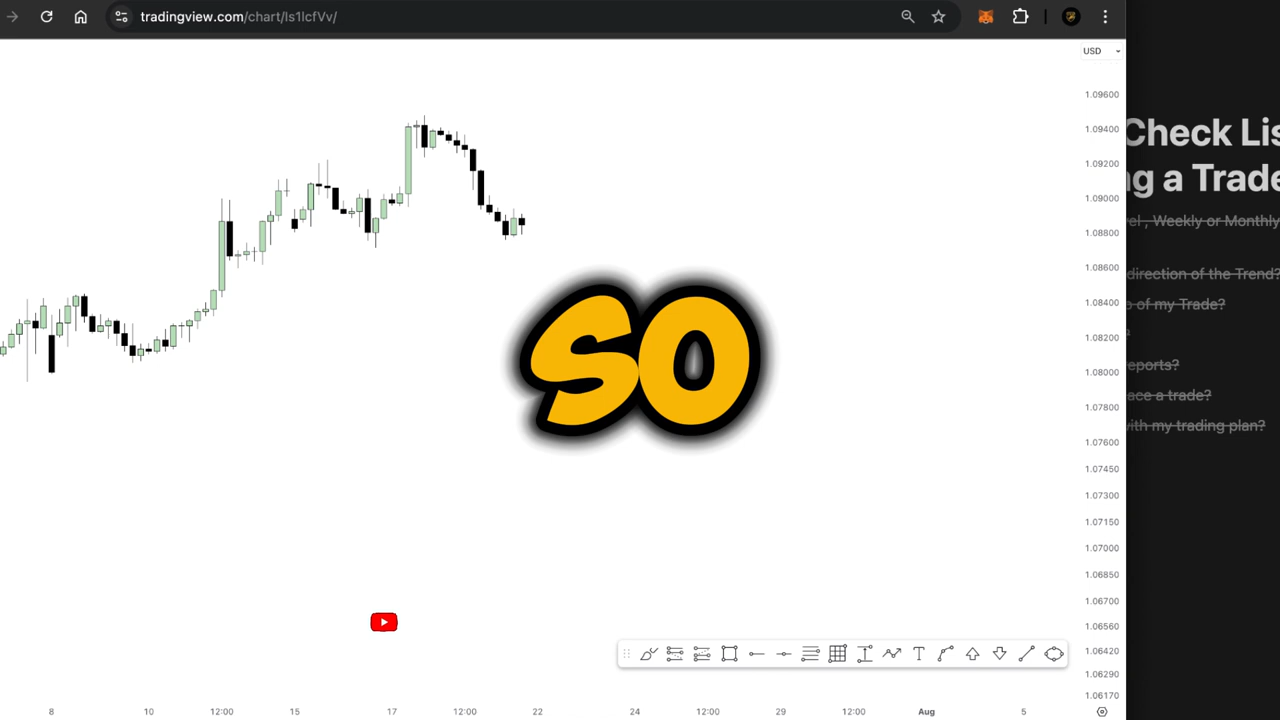 tradingview.com/chart/Is1IcfVv/
USD
1.09600
1.09400
1.09200
1.09000
1.08800
1.08600
1.08400
1.08200
1.08000
1.07800
1.07600
1.07450
1.07300
1.07150
1.07000
1.06850
1.06700
1.06560
1.06420
1.06290
1.06170
SO
Check Lis
ng a Trade
vel , Weekly or Monthly
direction of the Trend?
o of my Trade?
?
eports?
ace a trade?
with my trading plan?
T
8 10 12:00 15 17 12:00 22 24 12:00 29 12:00 Aug 5